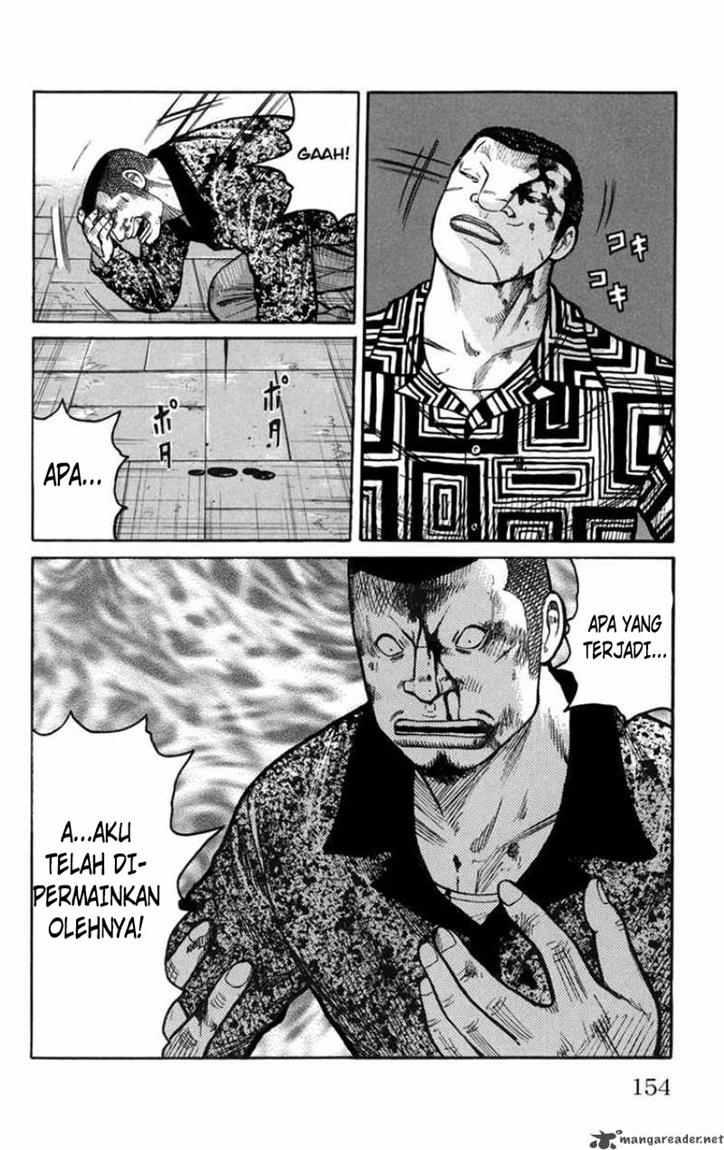 コキ
コキ
GAAH!
ポタ
ポタ
APA...
APA YANG
TERJADI...
A...AKU
TELAH DI-
PERMAINKAN
OLEHNYA!
154
mangareader.net